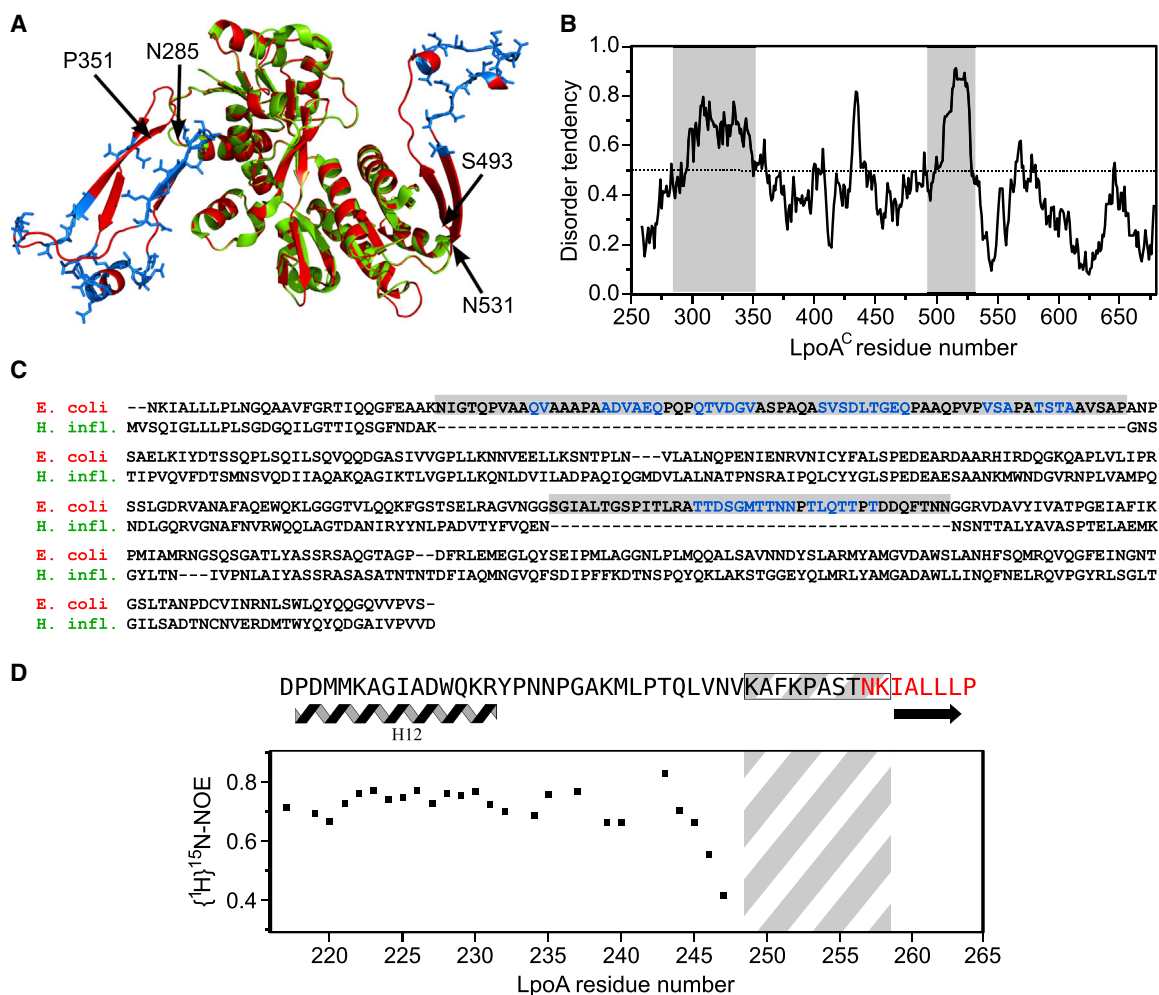 A
P351
N285
S493
N531
B
Disorder tendency
1.0
0.8
0.6
0.4
0.2
0.0
250 300 350 400 450 500 550 600 650
LpoAC residue number
C
E. coli --NKIALLLPLNGQAAVFGRTIQQGFEAAKNIGTQPVAAQVAAAPAADVAEQPQPQTVDGVASPAQASVSDLTGEQPAAQPVPVSAPATSTAAVSAPANP
H. infl. MVSQIGLLLPLSGDGQILGTTIQSGFNDAK-------------------------------------------------------------------GNS
E. coli SAELKIYDTSSQPLSQILSQVQQDGASIVVGPLLKNNVEELLKSNTPLN---VLALNQPENIENRVNICYFALSPEDEARDAARHIRDQGKQAPLVLIPR
H. infl. TIPVQVFDTSMNSVQDIIAQAKQAGIKTLVGPLLKQNLDVILADPAQIQGMDVLALNATPNSRAIPQLCYYGLSPEDEAESAANKMWNDGVRNPLVAMPQ
E. coli SSLGDRVANAFAQEWQKLGGGTVLQQKFGSTSELRAGVNGGSGIALTGSPITLRATTDSGMTTNNPTLQTTPTDDQFTNNGGRVDAVYIVATPGEIAFIK
H. infl. NDLGQRVGNAFNVRWQQLAGTDANIRYYNLPADVTYFVQEN---------------------------------------NSNTTALYAVASPTELAEMK
E. coli PMIAMRNGSQSGATLYASSRSAQGTAGP--DFRLEMEGLQYSEIPMLAGGNLPLMQQALSAVNNDYSLARMYAMGVDAWSLANHFSQMRQVQGFEINGNT
H. infl. GYLTN---IVPNLAIYASSRASASATNTNTDFIAQMNGVQFSDIPFFKDTNSPQYQKLAKSTGGEYQLMRLYAMGADAWLLINQFNELRQVPGYRLSGLT
E. coli GSLTANPDCVINRNLSWLQYQQGQVVPVS-
H. infl. GILSADTNCNVERDMTWYQYQDGAIVPVVD
D
DPDMMKAGIADWQKRYPNNPGAKMLPTQLVNVKAFKPASTNKIALLLP
H12
{1H}15N-NOE
0.8
0.6
0.4
220 225 230 235 240 245 250 255 260 265
LpoA residue number